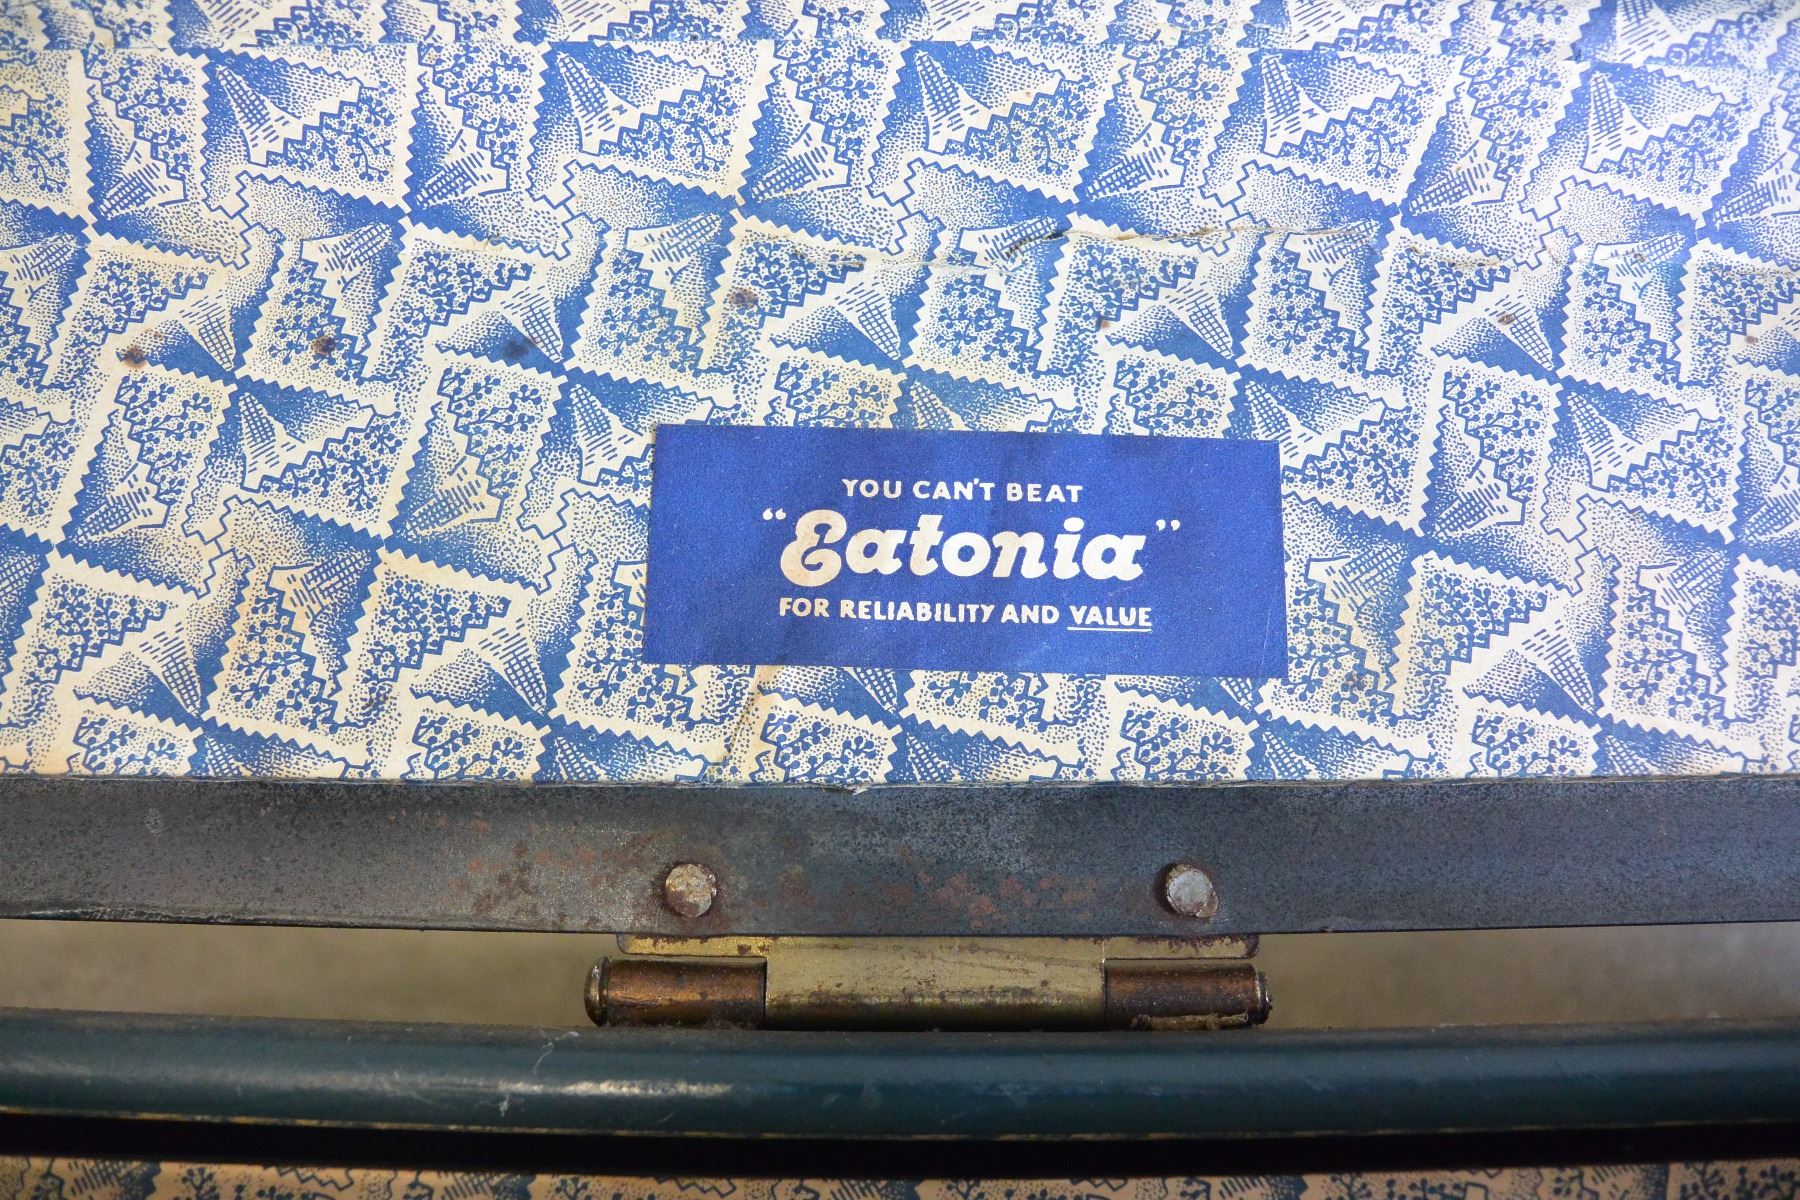 YOU CAN'T BEAT
“Eatonia”
FOR RELIABILITY AND VALUE